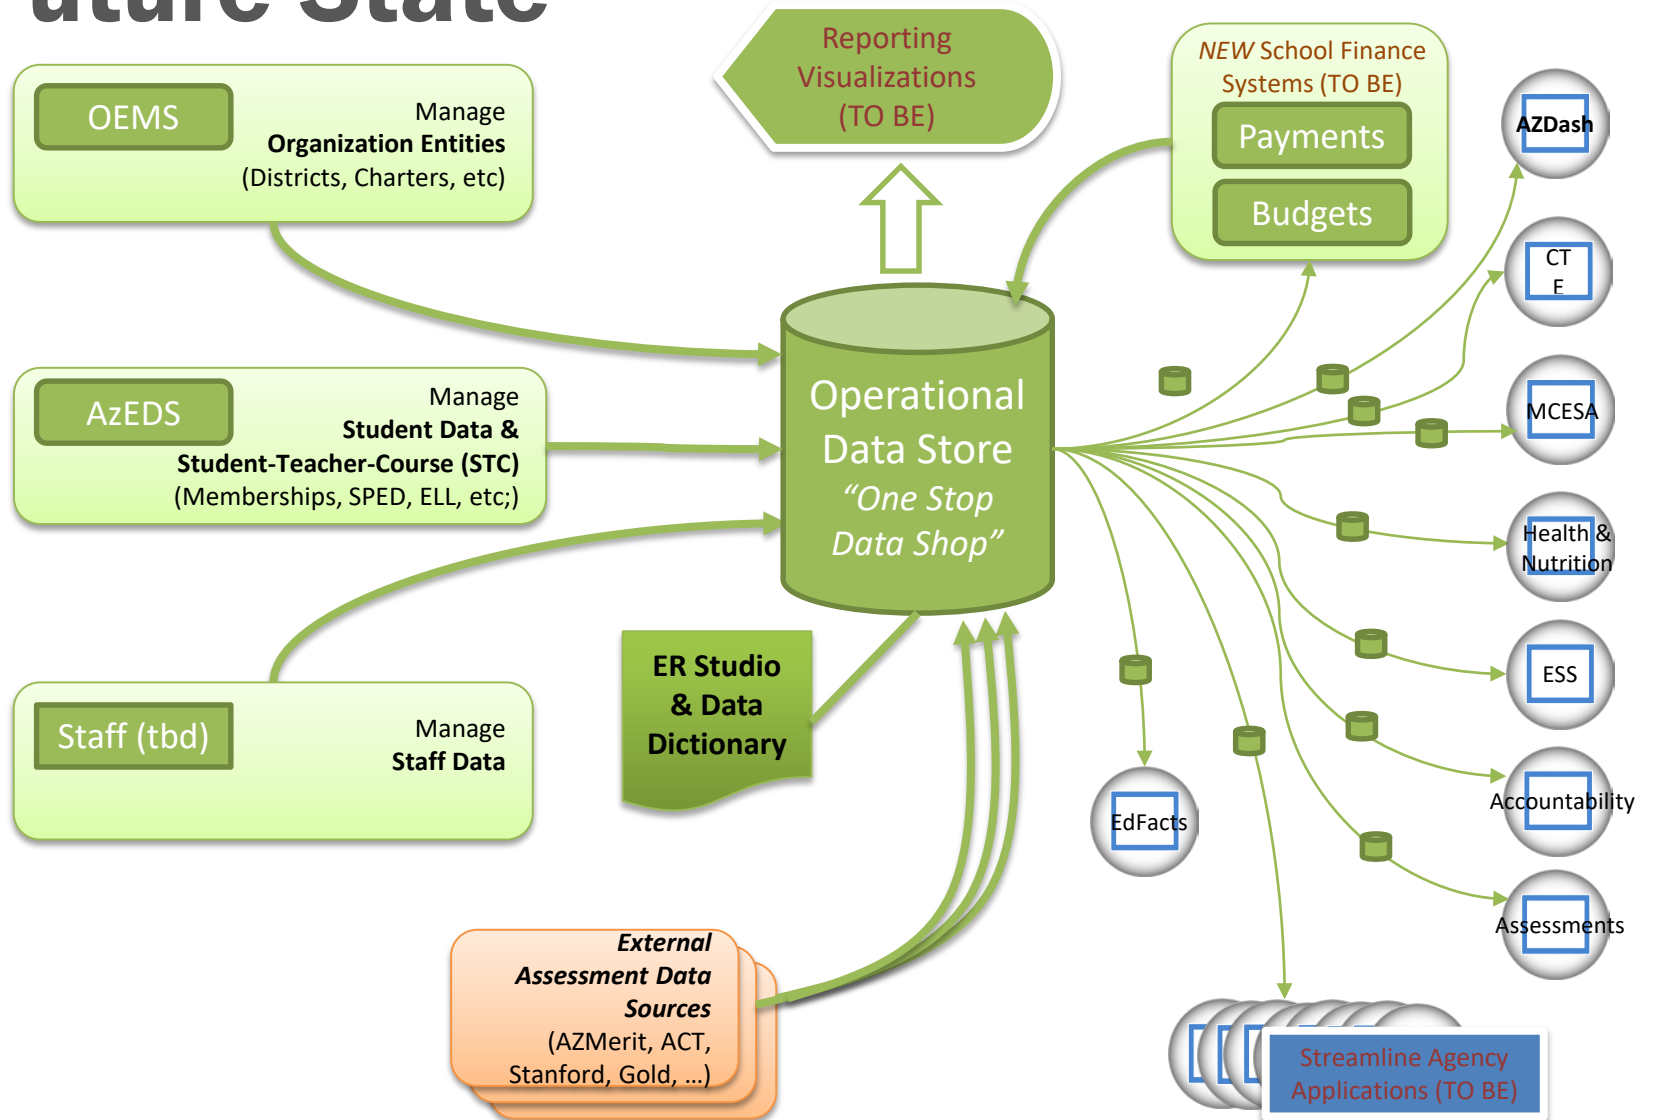 uture State
OEMS
Manage
Organization Entities
(Districts, Charters, etc)
Reporting
Visualizations
(TO BE)
NEW School Finance
Systems (TO BE)
Payments
Budgets
AZDash
CT
E
MCESA
Health &
Nutrition
ESS
Accountability
Assessments
AzEDS
Manage
Student Data &
Student-Teacher-Course (STC)
(Memberships, SPED, ELL, etc;)
Operational
Data Store
“One Stop
Data Shop”
Staff (tbd)
Manage
Staff Data
ER Studio
& Data
Dictionary
EdFacts
External
Assessment Data
Sources
(AZMerit, ACT,
Stanford, Gold, …)
Streamline Agency
Applications (TO BE)